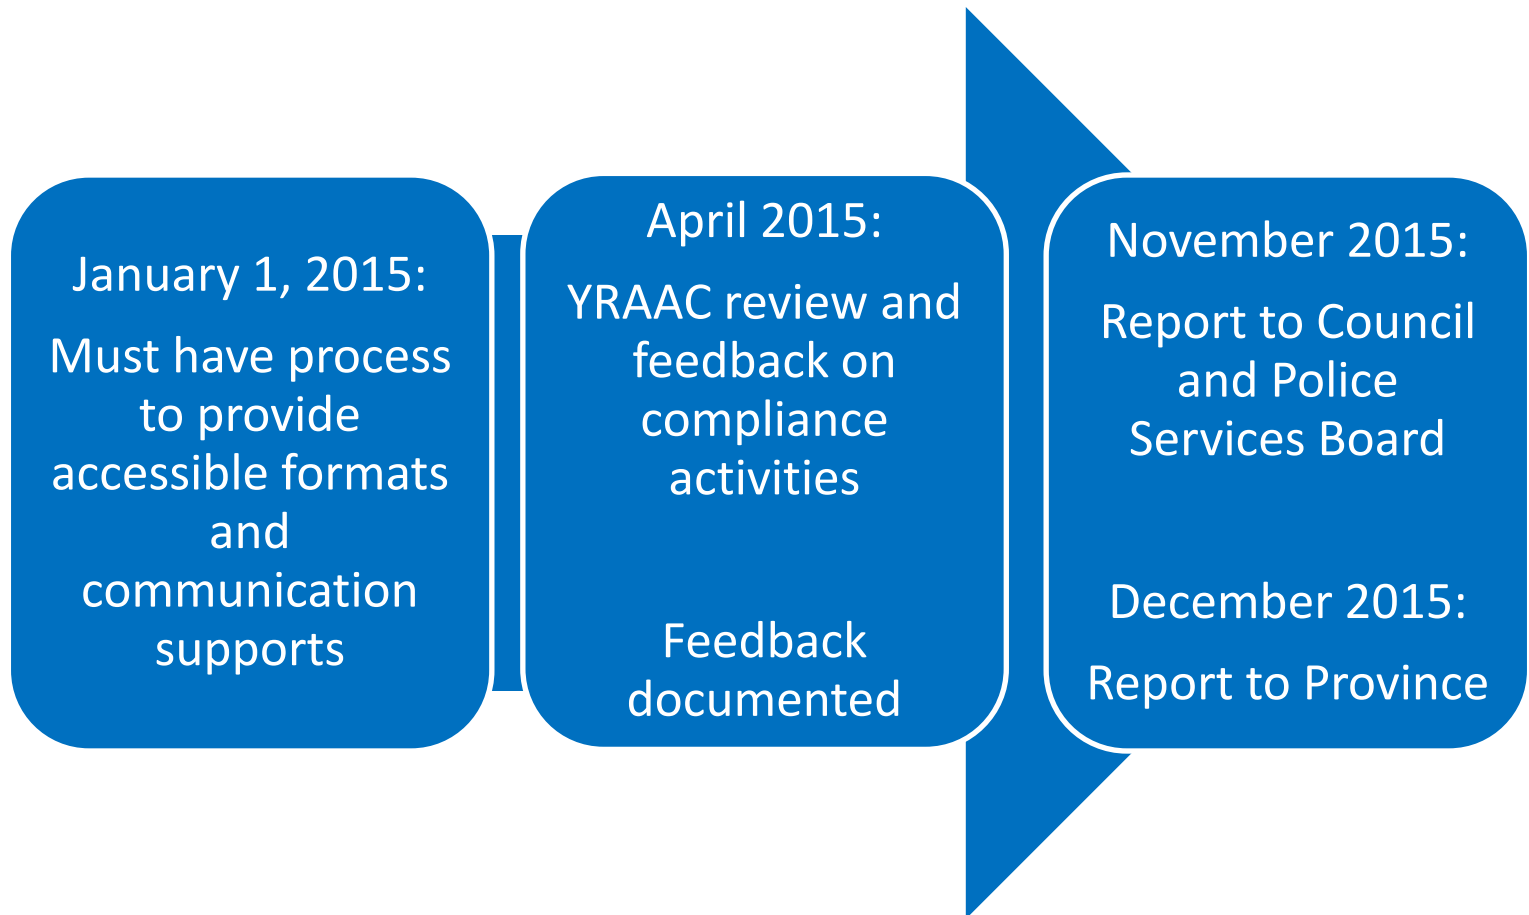 January 1, 2015:
Must have process
to provide
accessible formats
and
communication
supports
April 2015:
YRAAC review and
feedback on
compliance
activities
Feedback
documented
November 2015:
Report to Council
and Police
Services Board
December 2015:
Report to Province